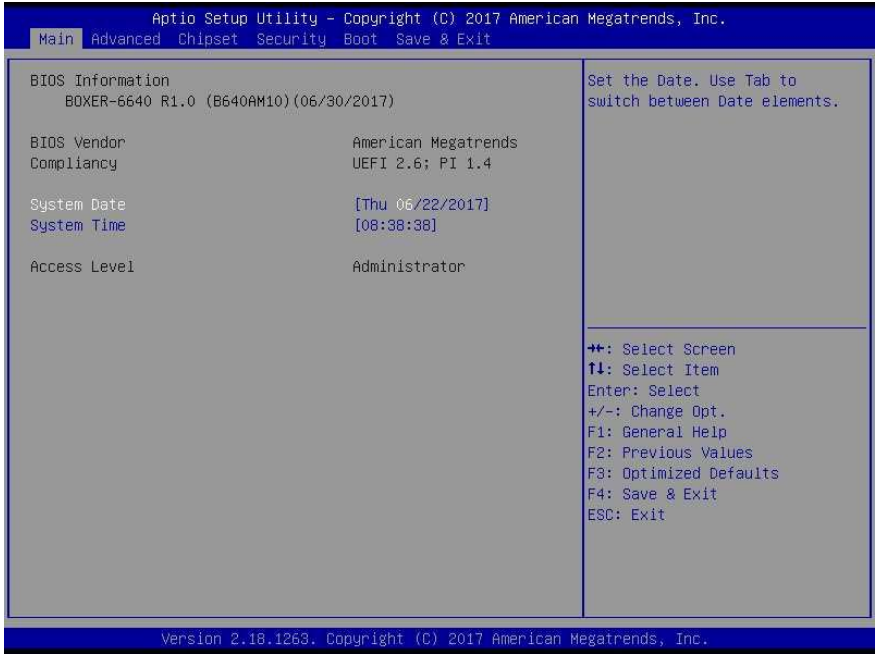 Aptio Setup Utility – Copyright (C) 2017 American Megatrends, Inc.
Main Advanced Chipset Security Boot Save & Exit
BIOS Information
BOXER-6640 R1.0 (B640AM10)(06/30/2017)
BIOS Vendor American Megatrends
Compliancy UEFI 2.6; PI 1.4
System Date [Thu 06/22/2017]
System Time [08:38:38]
Access Level Administrator
Set the Date. Use Tab to
switch between Date elements.
→←: Select Screen
↑↓: Select Item
Enter: Select
+/-: Change Opt.
F1: General Help
F2: Previous Values
F3: Optimized Defaults
F4: Save & Exit
ESC: Exit
Version 2.18.1263. Copyright (C) 2017 American Megatrends, Inc.